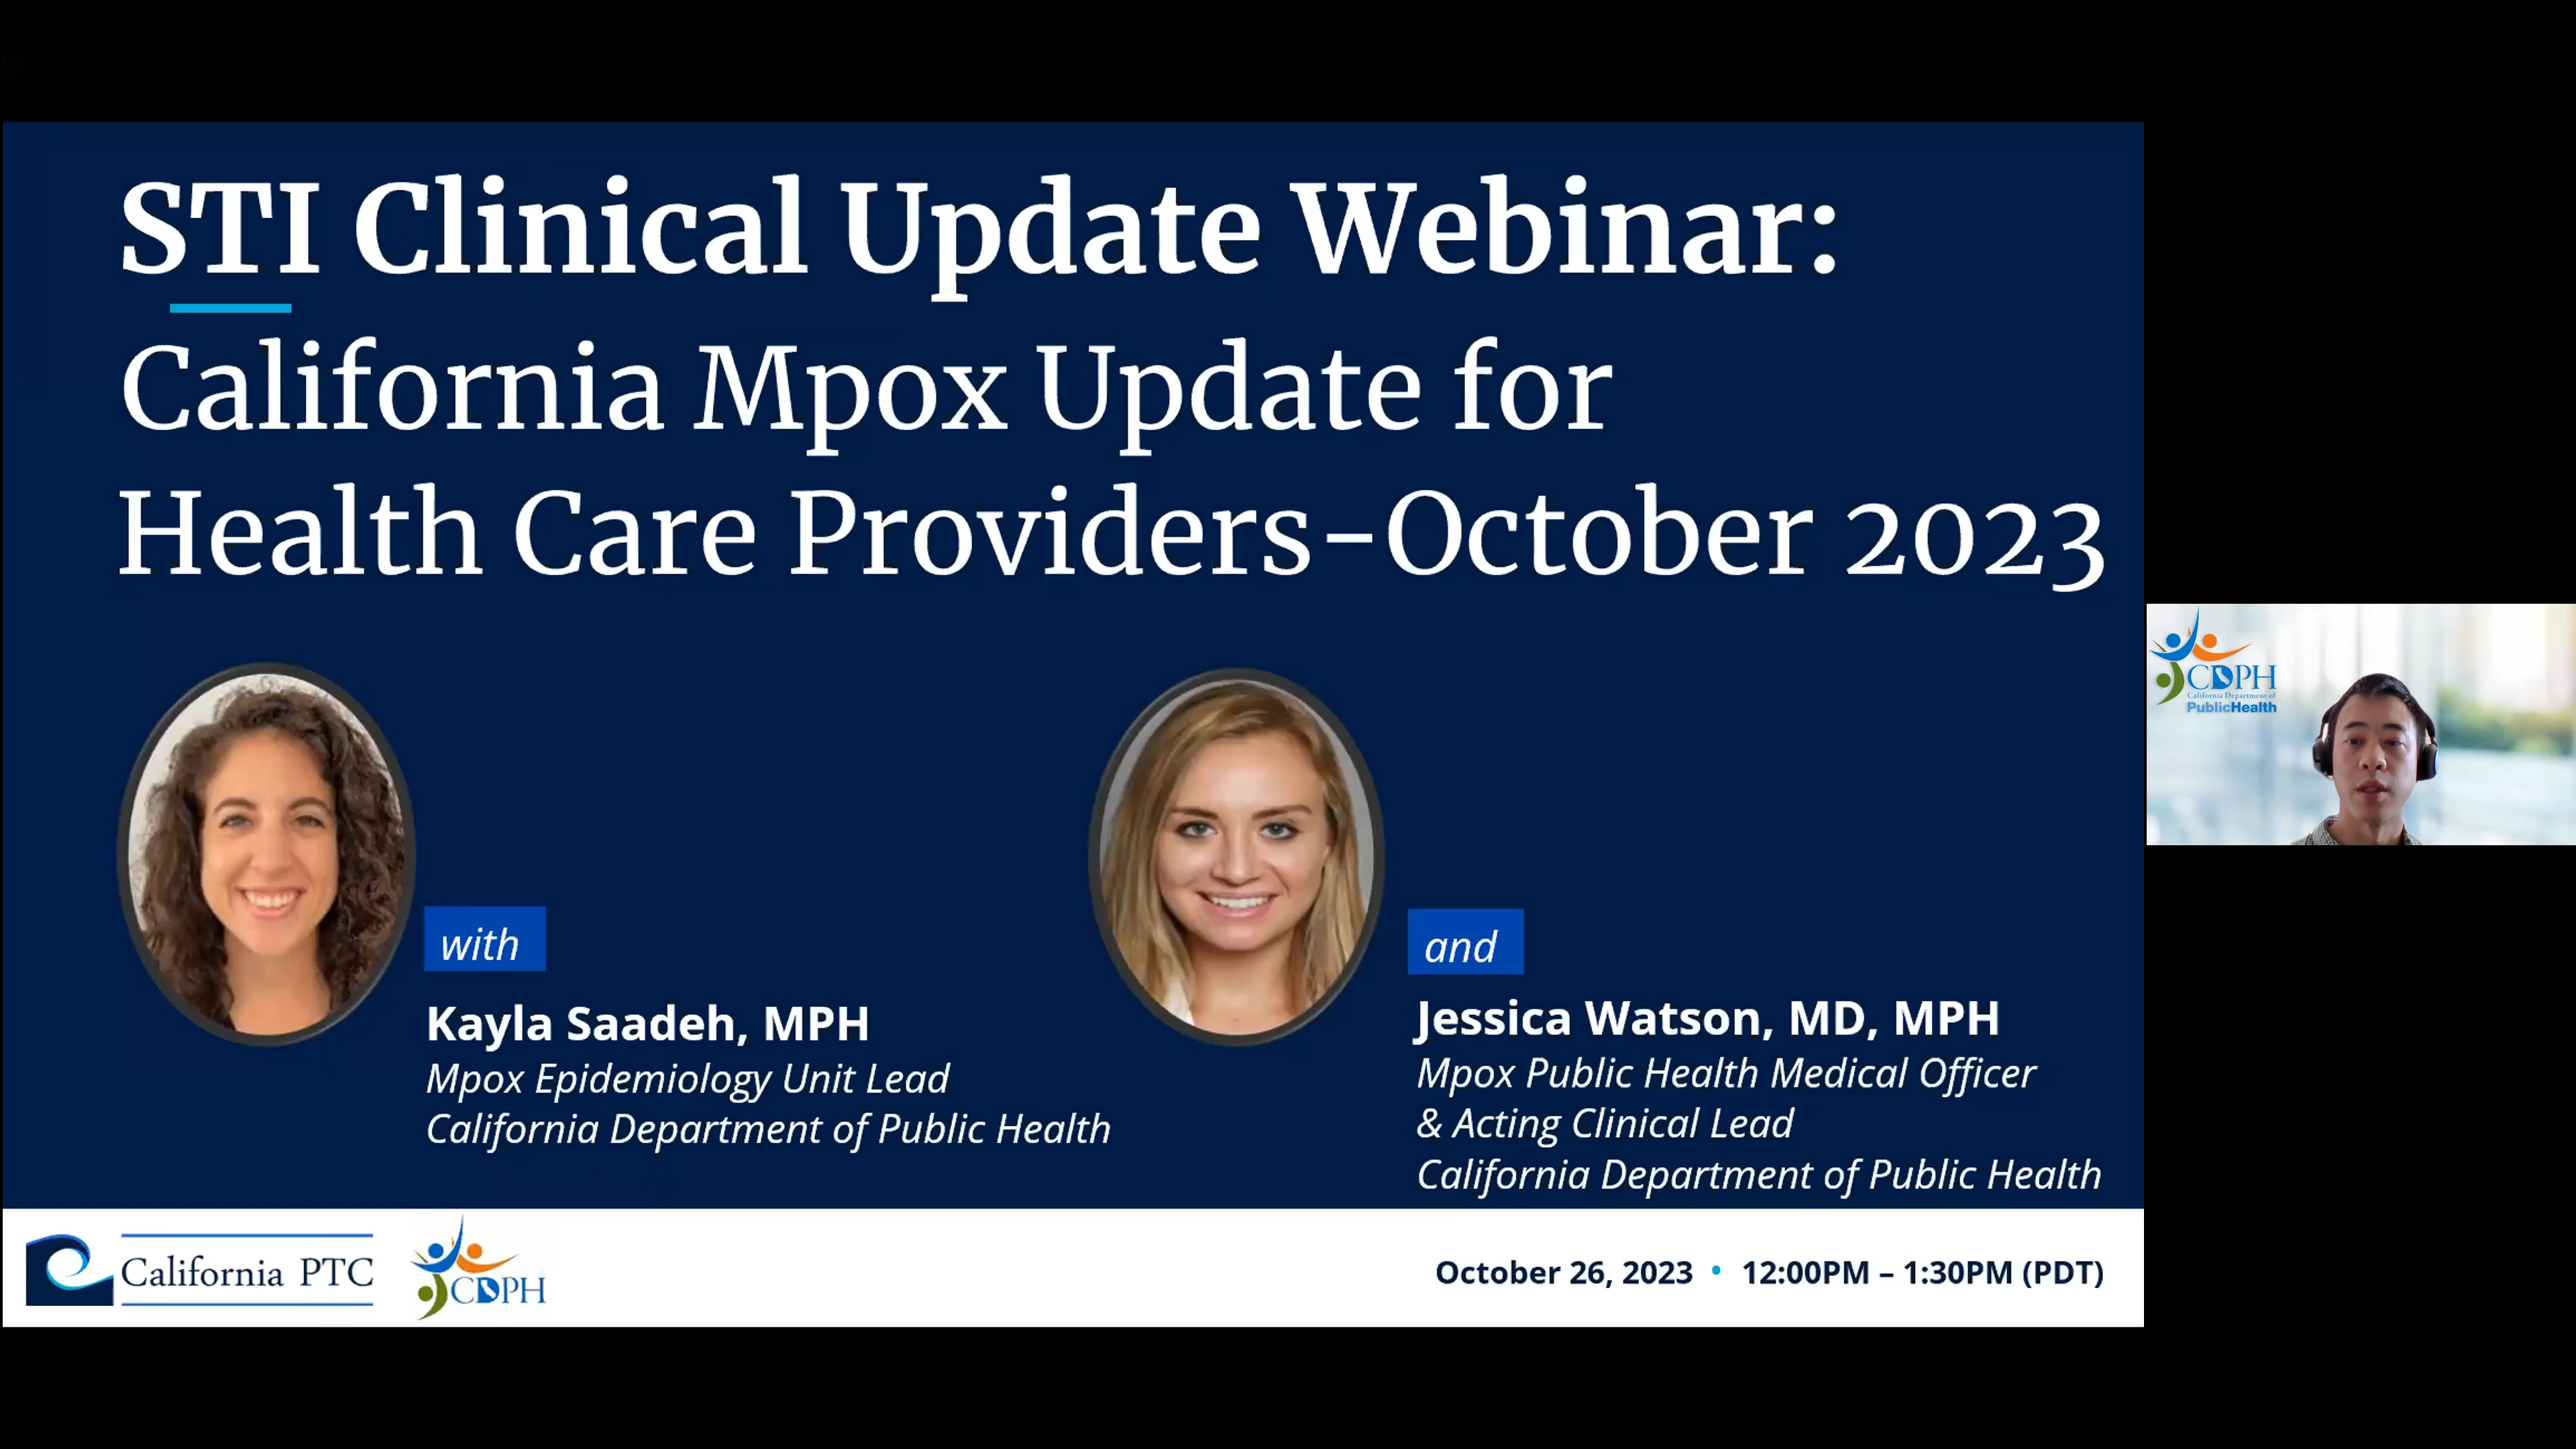 STI Clinical Update Webinar:
California Mpox Update for
Health Care Providers-October 2023
with
Kayla Saadeh, MPH
Mpox Epidemiology Unit Lead
California Department of Public Health
and
Jessica Watson, MD, MPH
Mpox Public Health Medical Officer
& Acting Clinical Lead
California Department of Public Health
California PTC
CDPH
October 26, 2023 • 12:00PM – 1:30PM (PDT)
CDPH
California Department of
PublicHealth